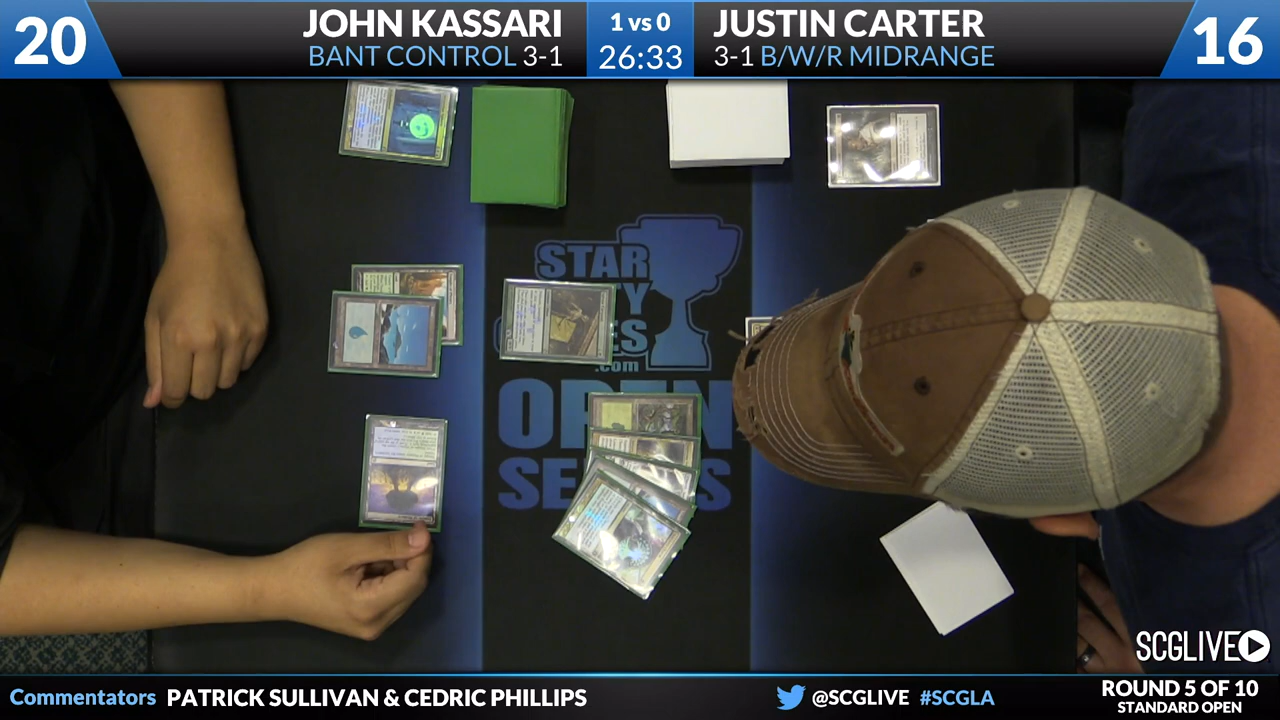 20
JOHN KASSARI
BANT CONTROL 3-1
1 vs 0
26:33
JUSTIN CARTER
3-1 B/W/R MIDRANGE
16
STAR
.com
OPEN
SCGLIVE
Commentators PATRICK SULLIVAN & CEDRIC PHILLIPS
@SCGLIVE #SCGLA
ROUND 5 OF 10
STANDARD OPEN